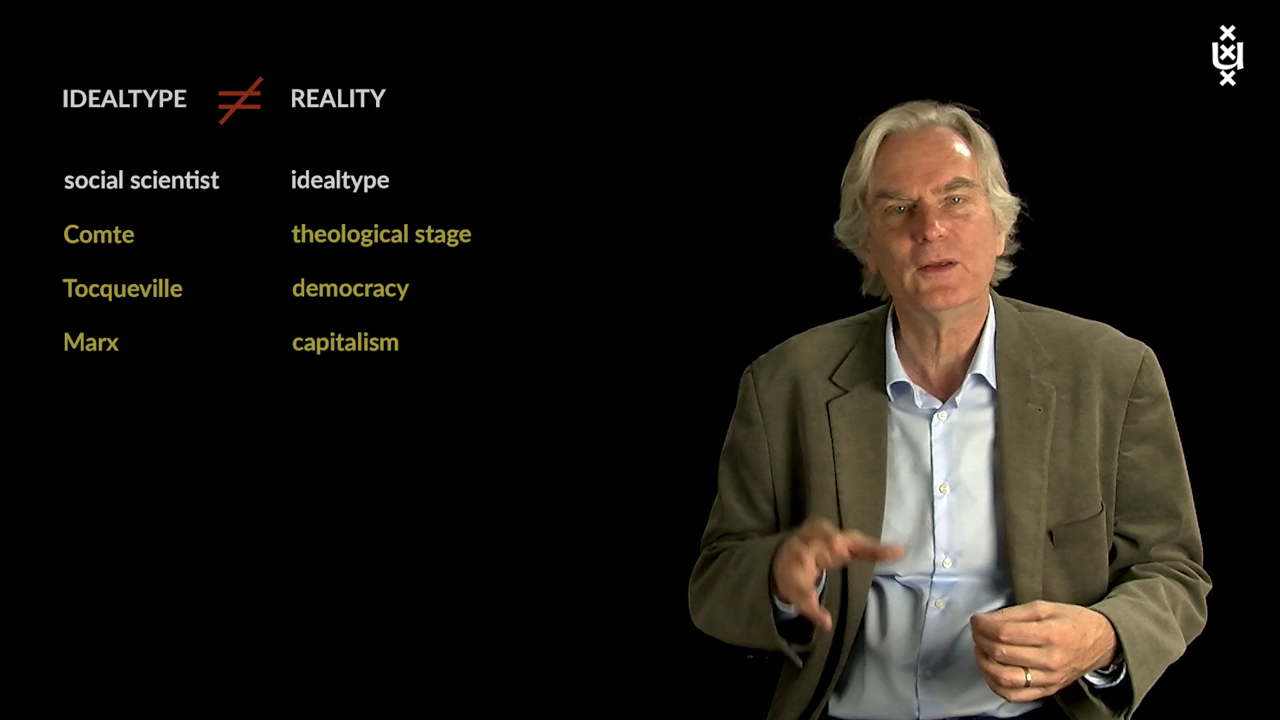 IDEALTYPE ≠ REALITY
social scientist idealtype
Comte theological stage
Tocqueville democracy
Marx capitalism